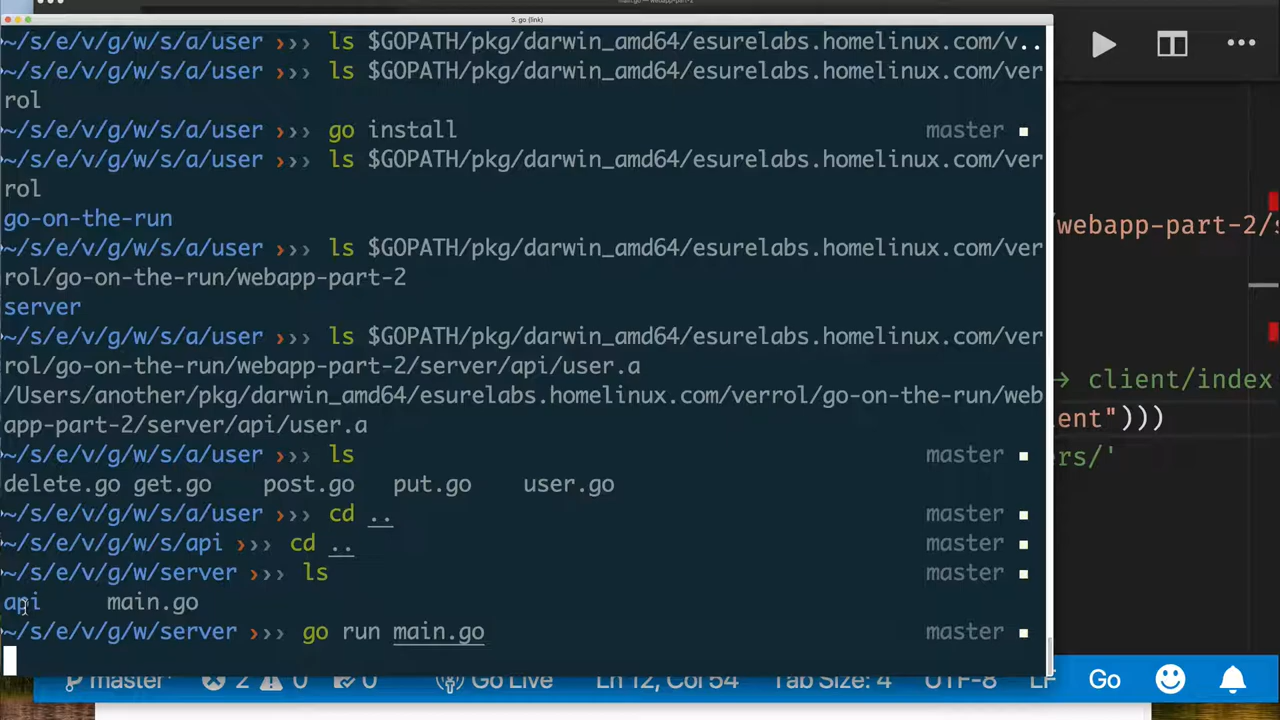 3. go (link)
~/s/e/v/g/w/s/a/user ››› ls $GOPATH/pkg/darwin_amd64/esurelabs.homelinux.com/v..
~/s/e/v/g/w/s/a/user ››› ls $GOPATH/pkg/darwin_amd64/esurelabs.homelinux.com/ver
rol
~/s/e/v/g/w/s/a/user ››› go install master
~/s/e/v/g/w/s/a/user ››› ls $GOPATH/pkg/darwin_amd64/esurelabs.homelinux.com/ver
rol
go-on-the-run
~/s/e/v/g/w/s/a/user ››› ls $GOPATH/pkg/darwin_amd64/esurelabs.homelinux.com/ver
rol/go-on-the-run/webapp-part-2
server
~/s/e/v/g/w/s/a/user ››› ls $GOPATH/pkg/darwin_amd64/esurelabs.homelinux.com/ver
rol/go-on-the-run/webapp-part-2/server/api/user.a
/Users/another/pkg/darwin_amd64/esurelabs.homelinux.com/verrol/go-on-the-run/web
app-part-2/server/api/user.a
~/s/e/v/g/w/s/a/user ››› ls master
delete.go get.go post.go put.go user.go
~/s/e/v/g/w/s/a/user ››› cd .. master
~/s/e/v/g/w/s/api ››› cd .. master
~/s/e/v/g/w/server ››› ls master
api main.go
~/s/e/v/g/w/server ››› go run main.go master
webapp-part-2/s
→ client/index
ent")))
rs/'
master* 2 0 0 Go Live Ln 12, Col 54 Tab Size: 4 UTF-8 LF Go